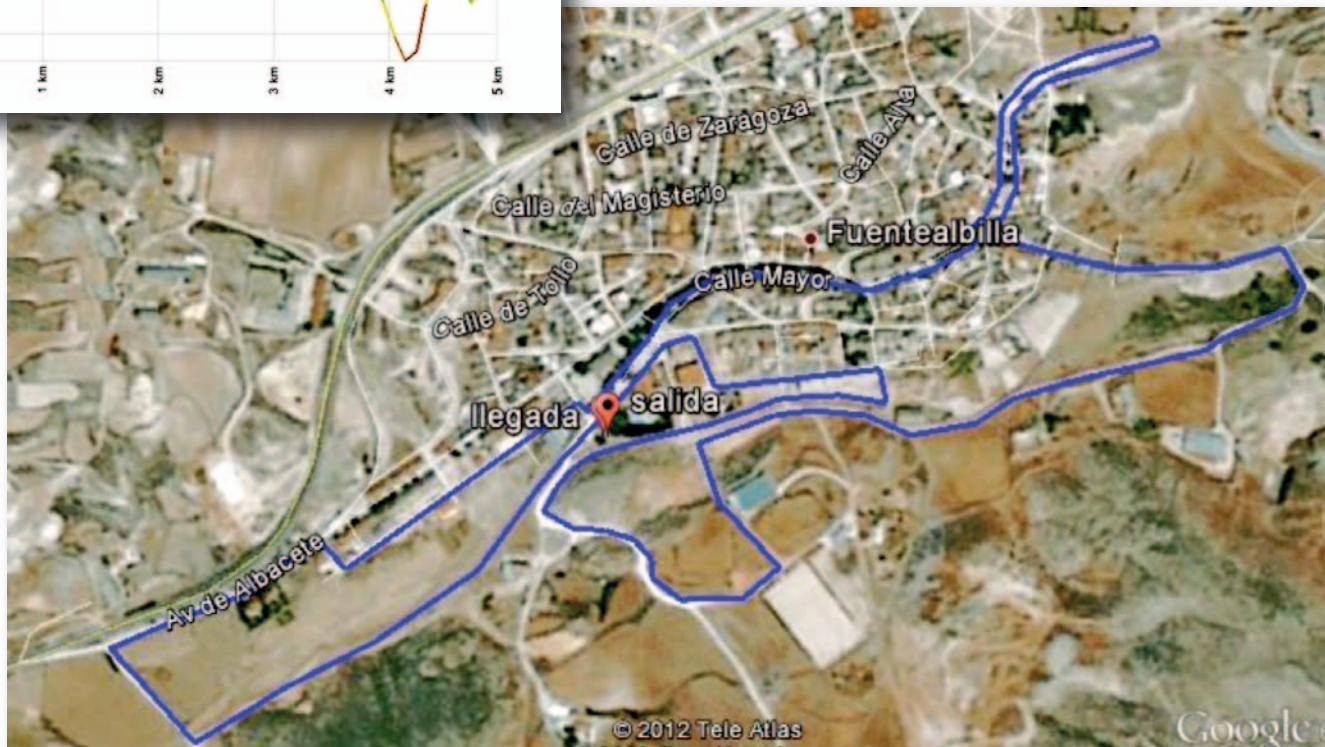 1 km
2 km
3 km
4 km
5 km
Calle de Zaragoza
Calle Alta
Calle del Magisterio
Fuentealbilla
Calle Mayor
Calle de Tollo
llegada
salida
Av de Albacete
© 2012 Tele Atlas
Google